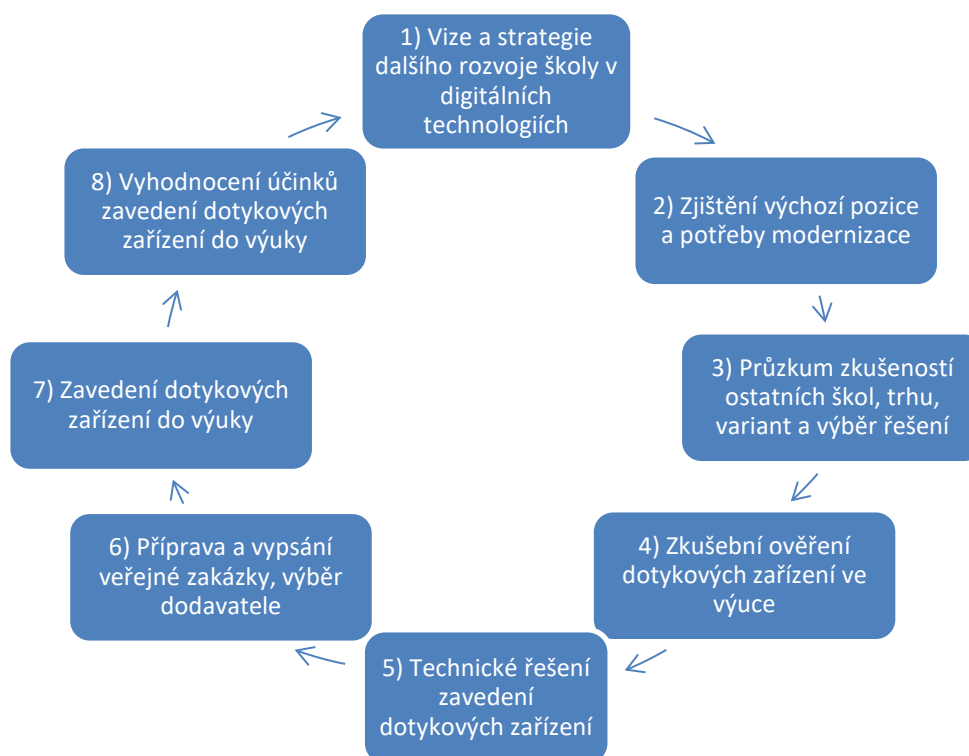 1) Vize a strategie
dalšího rozvoje školy v
digitálních
technologiích
2) Zjištění výchozí pozice
a potřeby modernizace
3) Průzkum zkušeností
ostatních škol, trhu,
variant a výběr řešení
4) Zkušební ověření
dotykových zařízení ve
výuce
5) Technické řešení
zavedení
dotykových zařízení
6) Příprava a vypsání
veřejné zakázky, výběr
dodavatele
7) Zavedení dotykových
zařízení do výuky
8) Vyhodnocení účinků
zavedení dotykových
zařízení do výuky